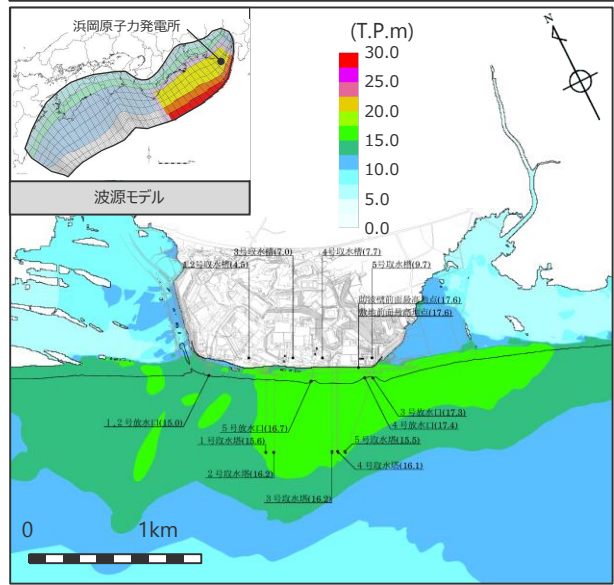 浜岡原子力発電所
波源モデル
(T.P.m)
30.0
25.0
20.0
15.0
10.0
5.0
0.0
N
3号取水槽(7.0)
4号取水槽(7.7)
1,2号取水槽(4.5)
5号取水槽(9.7)
防波壁前面最高地点(17.6)
敷地前面最高地点(17.6)
1,2号放水口(15.0)
5号放水口(16.7)
3号放水口(17.3)
4号放水口(17.4)
1号取水塔(15.6)
5号取水塔(15.5)
2号取水塔(16.2)
4号取水塔(16.1)
3号取水塔(16.2)
0 1km